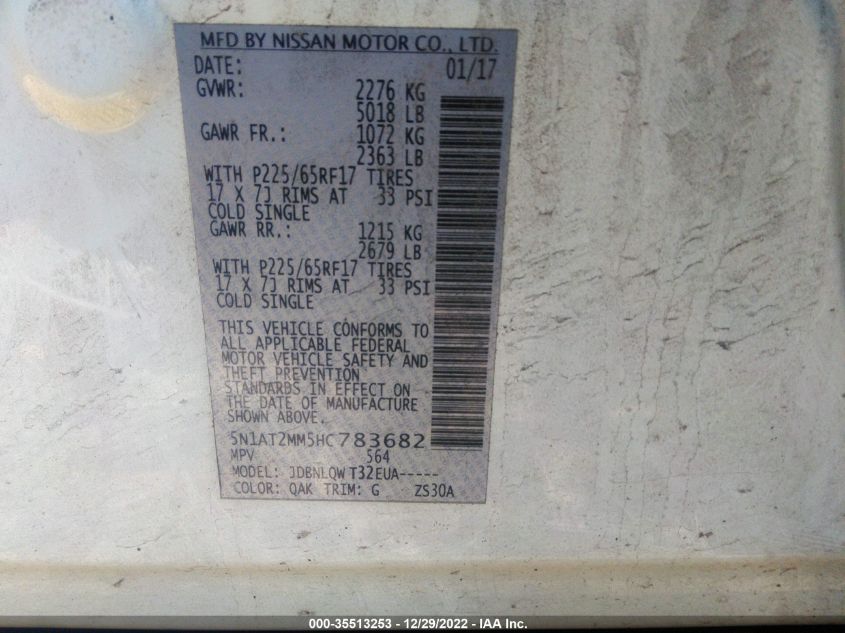 MFD BY NISSAN MOTOR CO., LTD.
DATE: 01/17
GVWR: 2276 KG
5018 LB
GAWR FR.: 1072 KG
2363 LB
WITH P225/65RF17 TIRES
17 X 7J RIMS AT 33 PSI
COLD SINGLE
GAWR RR.: 1215 KG
2679 LB
WITH P225/65RF17 TIRES
17 X 7J RIMS AT 33 PSI
COLD SINGLE
THIS VEHICLE CONFORMS TO
ALL APPLICABLE FEDERAL
MOTOR VEHICLE SAFETY AND
THEFT PREVENTION
STANDARDS IN EFFECT ON
THE DATE OF MANUFACTURE
SHOWN ABOVE.
5N1AT2MM5HC783682
MPV 564
MODEL: JDBNLQW T32EUA-----
COLOR: QAK TRIM: G ZS30A
000-35513253 - 12/29/2022 - IAA Inc.